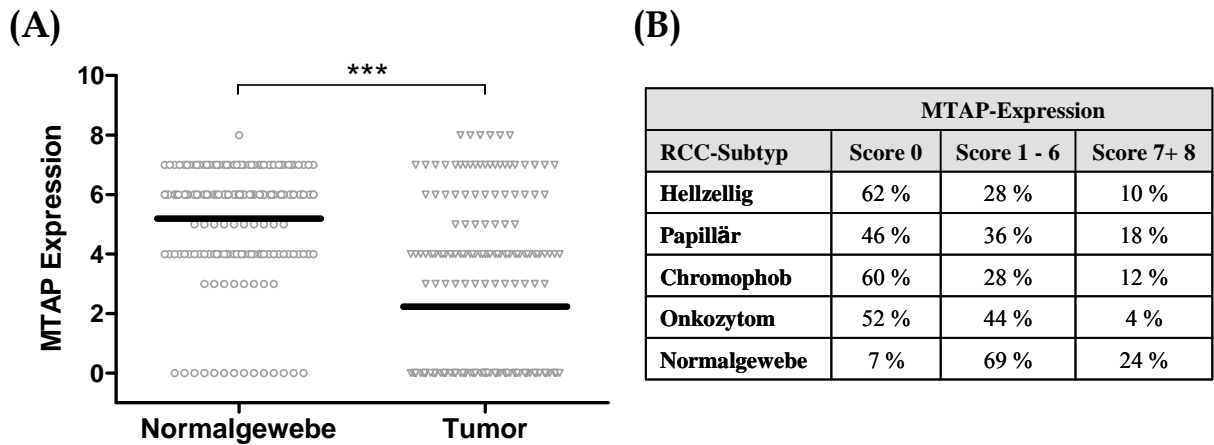 (A)
(B)
***
10
8
6
4
2
0
MTAP Expression
Normalgewebe Tumor
MTAP-Expression
RCC-Subtyp Score 0 Score 1 - 6 Score 7+ 8
Hellzellig 62 % 28 % 10 %
Papillär 46 % 36 % 18 %
Chromophob 60 % 28 % 12 %
Onkozytom 52 % 44 % 4 %
Normalgewebe 7 % 69 % 24 %